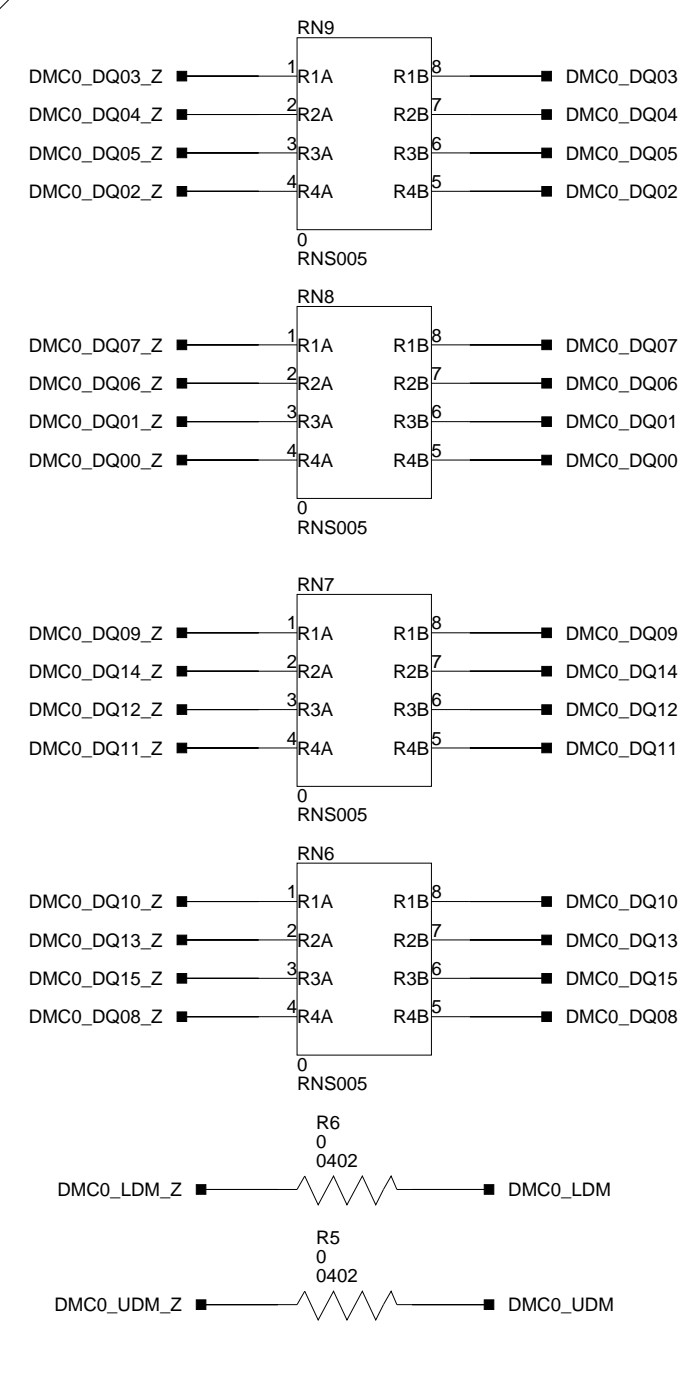 RN9
DMC0_DQ03_Z 1 R1A R1B 8 DMC0_DQ03
DMC0_DQ04_Z 2 R2A R2B 7 DMC0_DQ04
DMC0_DQ05_Z 3 R3A R3B 6 DMC0_DQ05
DMC0_DQ02_Z 4 R4A R4B 5 DMC0_DQ02
0
RNS005
RN8
DMC0_DQ07_Z 1 R1A R1B 8 DMC0_DQ07
DMC0_DQ06_Z 2 R2A R2B 7 DMC0_DQ06
DMC0_DQ01_Z 3 R3A R3B 6 DMC0_DQ01
DMC0_DQ00_Z 4 R4A R4B 5 DMC0_DQ00
0
RNS005
RN7
DMC0_DQ09_Z 1 R1A R1B 8 DMC0_DQ09
DMC0_DQ14_Z 2 R2A R2B 7 DMC0_DQ14
DMC0_DQ12_Z 3 R3A R3B 6 DMC0_DQ12
DMC0_DQ11_Z 4 R4A R4B 5 DMC0_DQ11
0
RNS005
RN6
DMC0_DQ10_Z 1 R1A R1B 8 DMC0_DQ10
DMC0_DQ13_Z 2 R2A R2B 7 DMC0_DQ13
DMC0_DQ15_Z 3 R3A R3B 6 DMC0_DQ15
DMC0_DQ08_Z 4 R4A R4B 5 DMC0_DQ08
0
RNS005
R6
0
0402
DMC0_LDM_Z DMC0_LDM
R5
0
0402
DMC0_UDM_Z DMC0_UDM